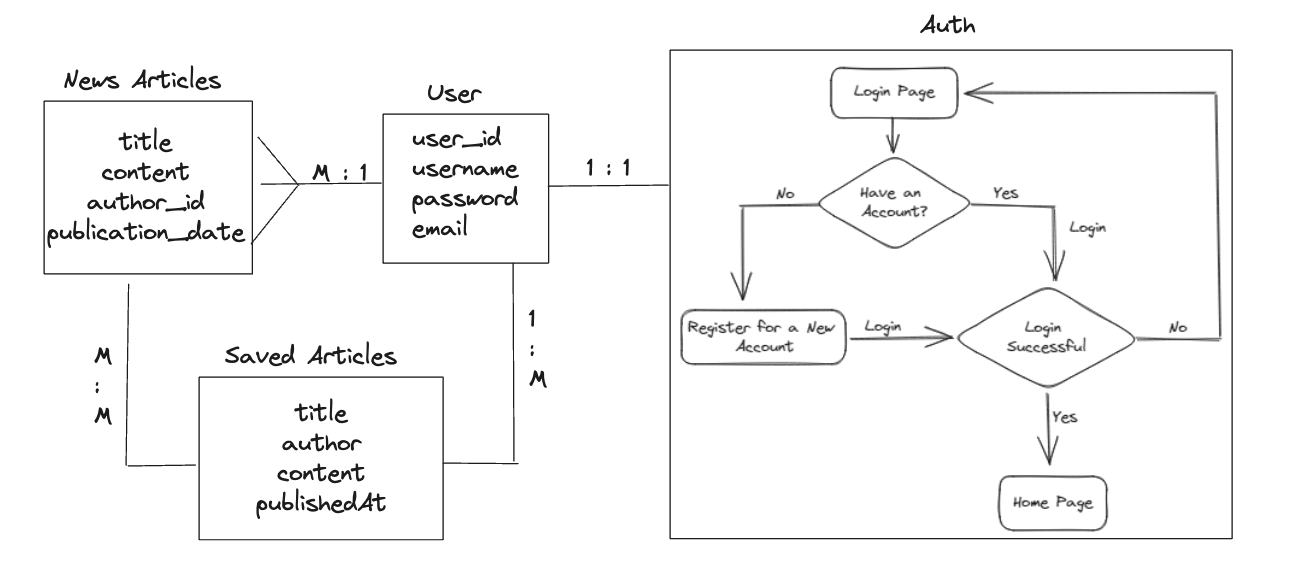 Auth
News Articles
title
content
author_id
publication_date
M : 1
User
user_id
username
password
email
1 : 1
M
:
M
1
:
M
Saved Articles
title
author
content
publishedAt
Login Page
Have an
Account?
No
Yes
Login
Register for a New
Account
Login
Login
Successful
No
Yes
Home Page